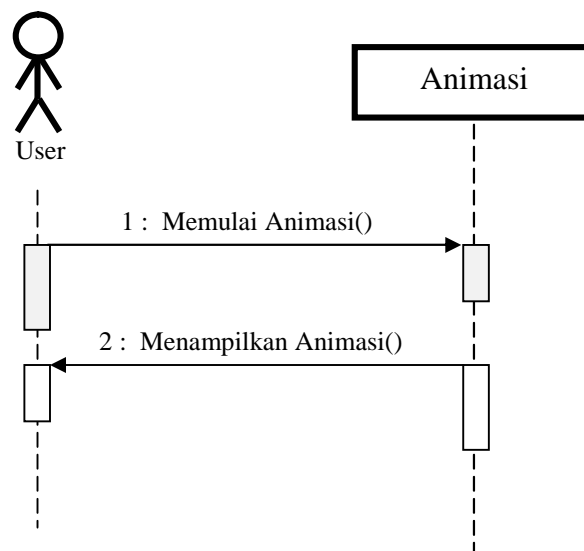 Animasi
User
1 : Memulai Animasi()
2 : Menampilkan Animasi()